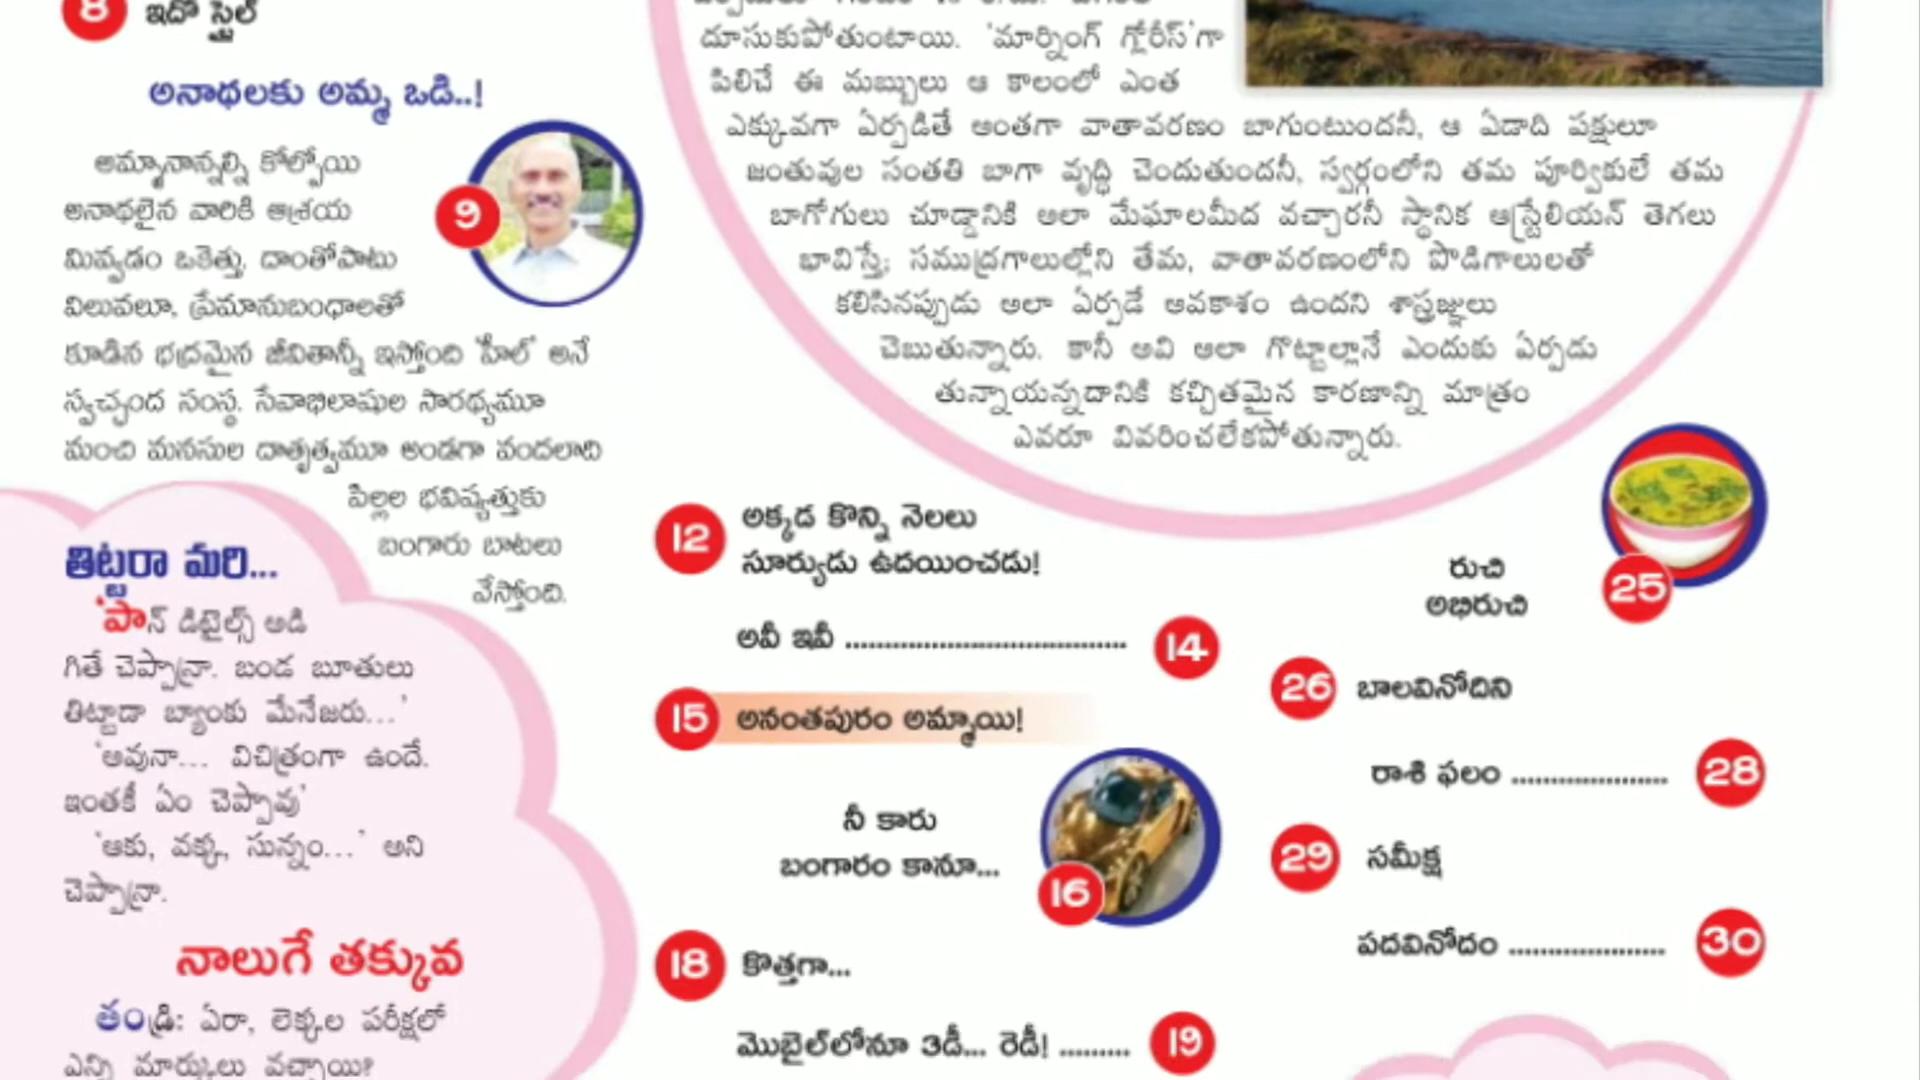 8 ఇదో స్టైల్
అనాథలకు అమ్మ ఒడి..!
అమ్మానాన్నల్ని కోల్పోయి
అనాథలైన వారికి ఆశ్రయ
మివ్వడం ఒకెత్తు, దాంతోపాటు
విలువలూ, ప్రేమానుబంధాలతో
కూడిన భద్రమైన జీవితాన్నీ ఇస్తోంది 'హీల్' అనే
స్వచ్ఛంద సంస్థ. సేవాభిలాషుల సారథ్యమూ
మంచి మనసుల దాతృత్వమూ అండగా వందలాది
పిల్లల భవిష్యత్తుకు
బంగారు బాటలు
వేస్తోంది.
9
తిట్టరా మరి...
'పాన్ డిటైల్స్ అడి
గితే చెప్పాన్రా. బండ బూతులు
తిట్టాడా బ్యాంకు మేనేజరు...'
'అవునా... విచిత్రంగా ఉందే.
ఇంతకీ ఏం చెప్పావు'
'ఆకు, వక్క, సున్నం...' అని
చెప్పాన్రా.
నాలుగే తక్కువ
తండ్రి: ఏరా, లెక్కల పరీక్షలో
ఎన్ని మార్కులు వచ్చాయి?
దూసుకుపోతుంటాయి. 'మార్నింగ్ గ్లోరీస్'గా
పిలిచే ఈ మబ్బులు ఆ కాలంలో ఎంత
ఎక్కువగా ఏర్పడితే అంతగా వాతావరణం బాగుంటుందనీ, ఆ ఏడాది పక్షులూ
జంతువుల సంతతి బాగా వృద్ధి చెందుతుందనీ, స్వర్గంలోని తమ పూర్వికులే తమ
బాగోగులు చూడ్డానికి అలా మేఘాలమీద వచ్చారనీ స్థానిక ఆస్ట్రేలియన్ తెగలు
భావిస్తే; సముద్రగాలుల్లోని తేమ, వాతావరణంలోని పొడిగాలులతో
కలిసినప్పుడు అలా ఏర్పడే అవకాశం ఉందని శాస్త్రజ్ఞులు
చెబుతున్నారు. కానీ అవి అలా గొట్టాల్లానే ఎందుకు ఏర్పడు
తున్నాయన్నదానికి కచ్చితమైన కారణాన్ని మాత్రం
ఎవరూ వివరించలేకపోతున్నారు.
12 అక్కడ కొన్ని నెలలు
సూర్యుడు ఉదయించడు!
అవీ ఇవీ .................................... 14
15 అనంతపురం అమ్మాయి!
నీ కారు
బంగారం కానూ...
16
18 కొత్తగా...
మొబైల్‌లోనూ 3డీ... రెడీ! ......... 19
రుచి
అభిరుచి
25
26 బాలవినోదిని
రాశి ఫలం .................... 28
29 సమీక్ష
పదవినోదం .................... 30